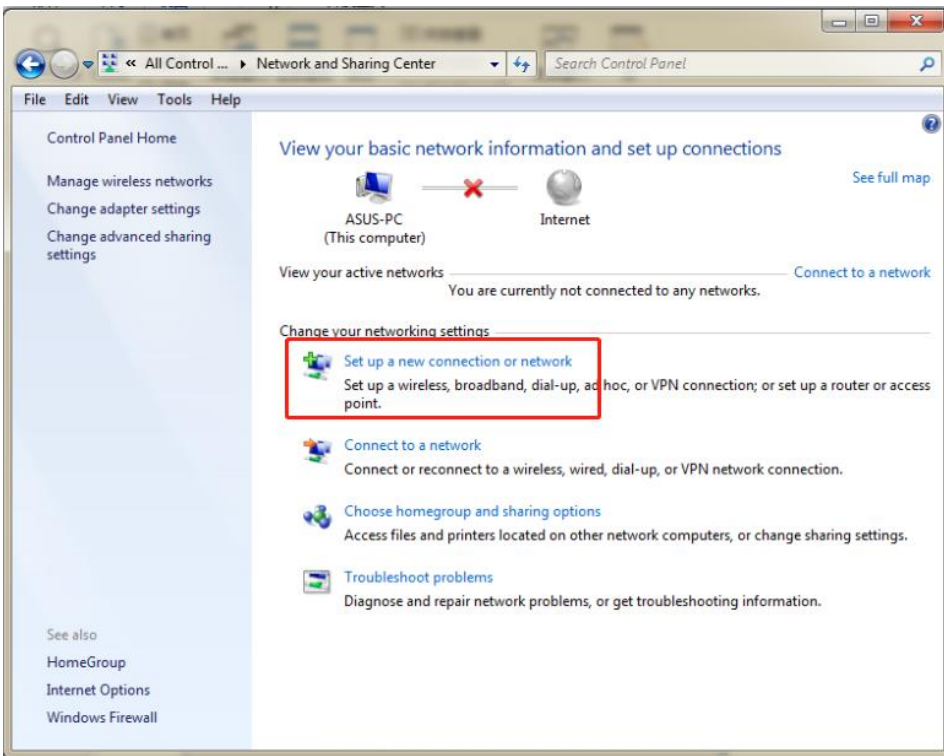 « All Control ... ▸ Network and Sharing Center
Search Control Panel
File Edit View Tools Help
Control Panel Home
Manage wireless networks
Change adapter settings
Change advanced sharing
settings
View your basic network information and set up connections
See full map
ASUS-PC
(This computer)
Internet
View your active networks
Connect to a network
You are currently not connected to any networks.
Change your networking settings
Set up a new connection or network
Set up a wireless, broadband, dial-up, ad hoc, or VPN connection; or set up a router or access
point.
Connect to a network
Connect or reconnect to a wireless, wired, dial-up, or VPN network connection.
Choose homegroup and sharing options
Access files and printers located on other network computers, or change sharing settings.
Troubleshoot problems
Diagnose and repair network problems, or get troubleshooting information.
See also
HomeGroup
Internet Options
Windows Firewall